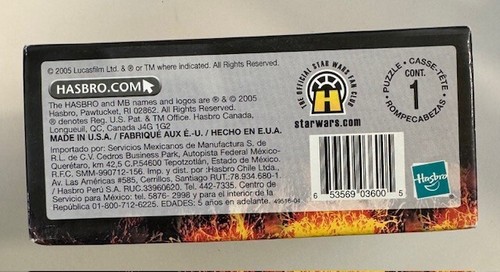 © 2005 Lucasfilm Ltd. & ® or TM where indicated. All Rights Reserved.
HASBRO.COM
The HASBRO and MB names and logos are ® & © 2005
Hasbro, Pawtucket, RI 02862. All Rights Reserved.
® denotes Reg. U.S. Pat. & TM Office. Hasbro Canada,
Longueuil, QC, Canada J4G 1G2
MADE IN U.S.A. / FABRIQUÉ AUX É.-U. / HECHO EN E.U.A.
Importado por: Servicios Mexicanos de Manufactura S. de
R.L. de C.V. Cedros Business Park, Autopista Federal México-
Querétaro, km 42.5 C.P.54600 Tepotzotlán, Estado de México.
R.F.C. SMM-990712-156. Imp. y dist. por :Hasbro Chile Ltda.,
Av. Las Américas #585, Cerrillos, Santiago RUT: 78.934 680-1
/ Hasbro Perú S.A. RUC.33960620. Tel. 442-7335. Centro de
Servicio para México tel: 5876- 2998 y para el interior de la
República 01-800-712-6225. EDADES: 5 años en adelante. 49516-04
THE OFFICIAL STAR WARS FAN CLUB
H
starwars.com
PUZZLE • CASSE-TÊTE
CONT.
1
ROMPECABEZAS
6 53569 03600 5
Hasbro